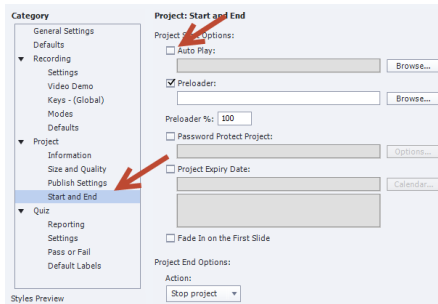 Category
General Settings
Defaults
Recording
Settings
Video Demo
Keys - (Global)
Modes
Defaults
Project
Information
Size and Quality
Publish Settings
Start and End
Quiz
Reporting
Settings
Pass or Fail
Default Labels
Styles Preview
Project: Start and End
Project Start Options:
Auto Play:
Browse...
Preloader:
Browse...
Preloader %: 100
Password Protect Project:
Options...
Project Expiry Date:
Calendar...
Fade In on the First Slide
Project End Options:
Action:
Stop project